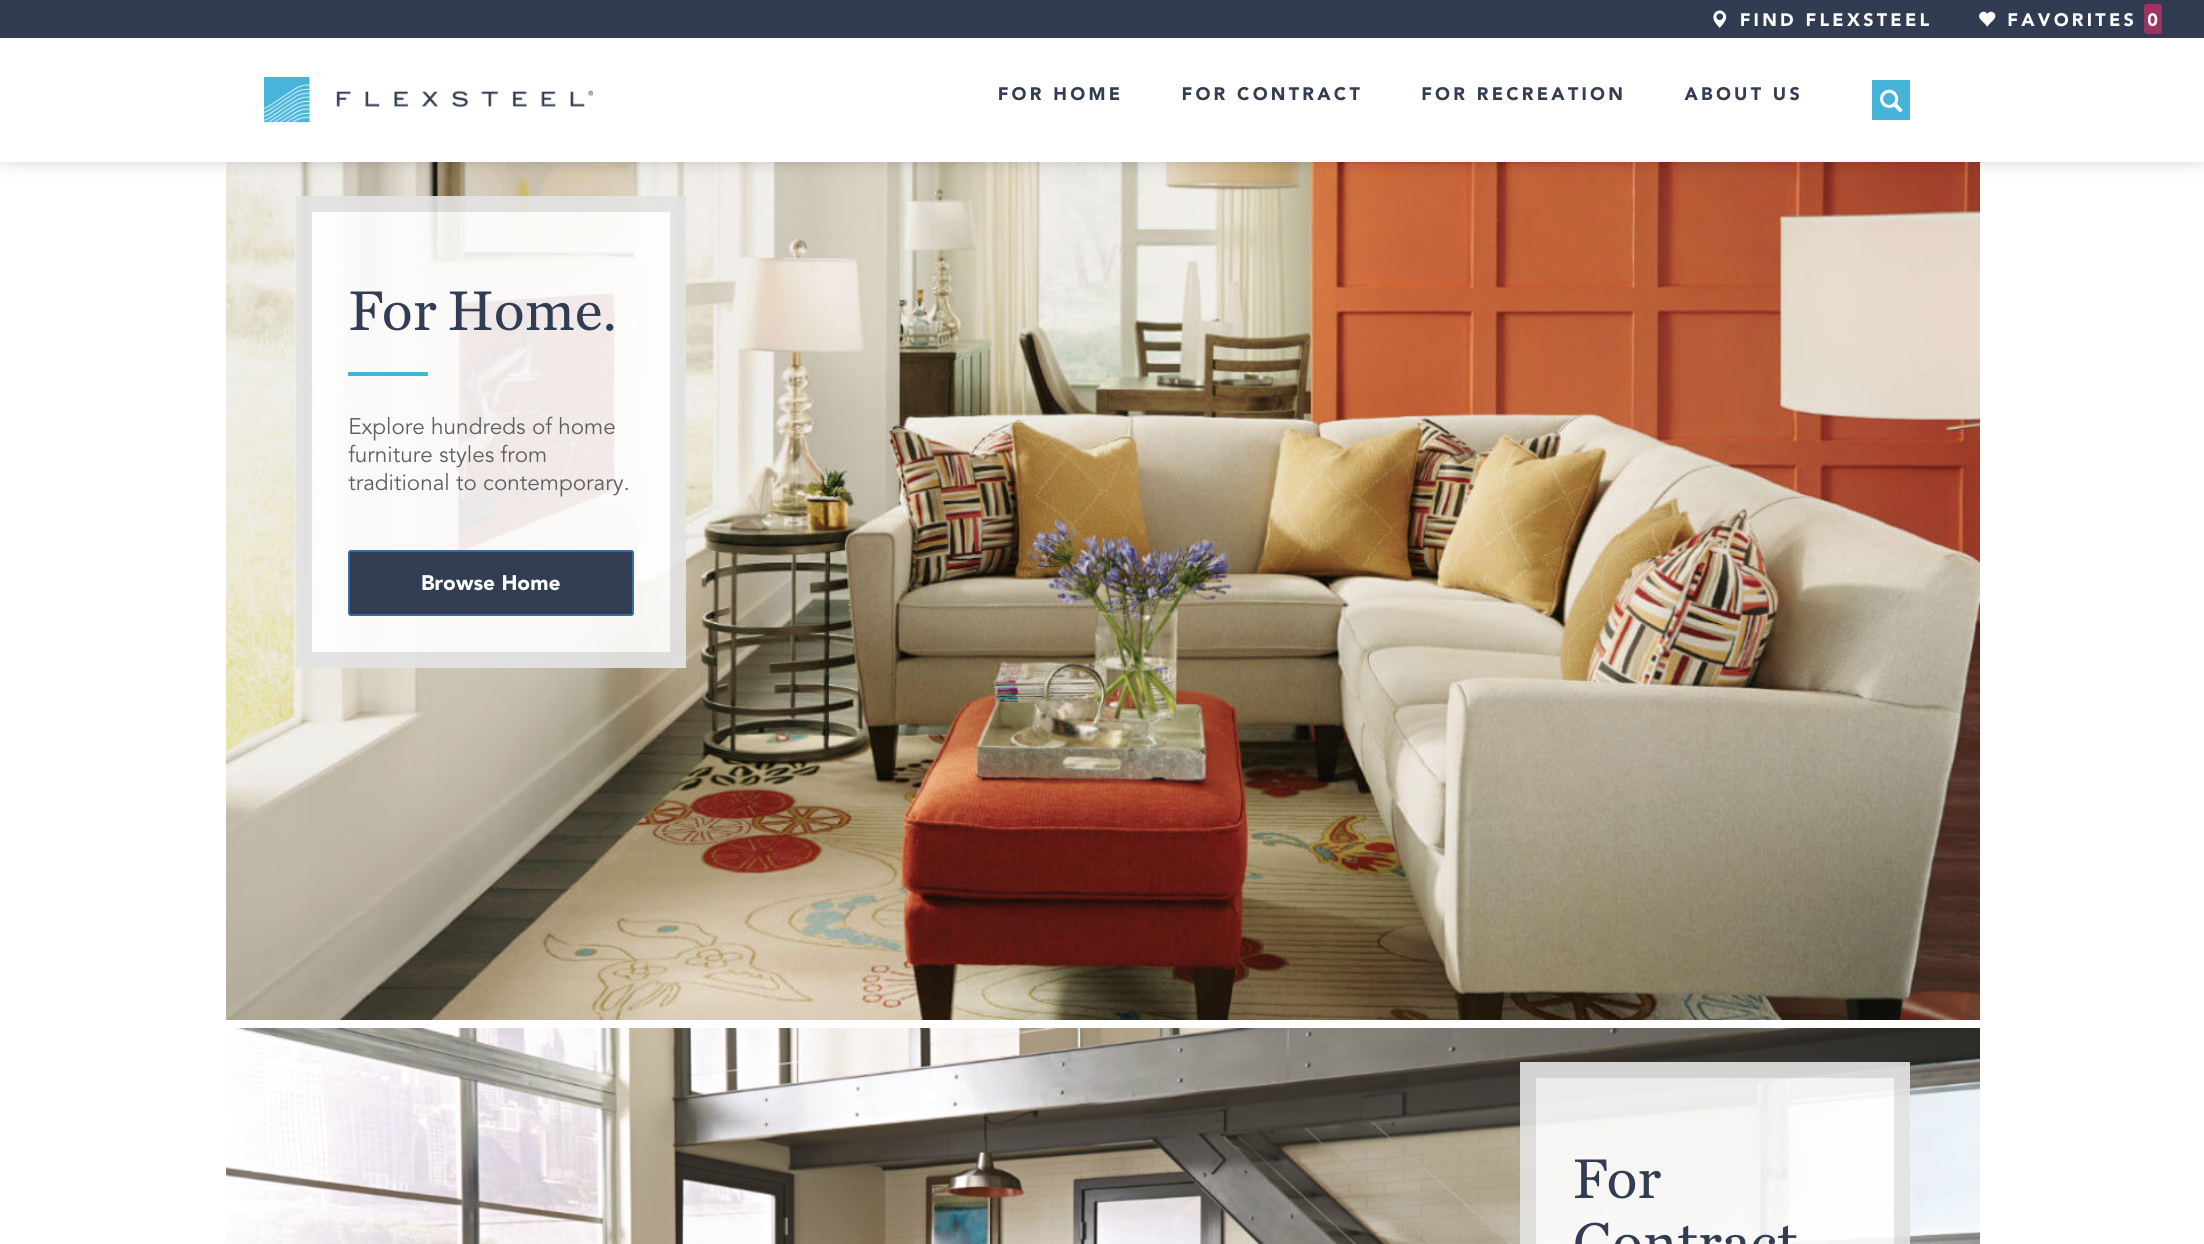 FIND FLEXSTEEL
FAVORITES 0
FLEXSTEEL®
FOR HOME
FOR CONTRACT
FOR RECREATION
ABOUT US
For Home.
Explore hundreds of home
furniture styles from
traditional to contemporary.
Browse Home
For
Contract